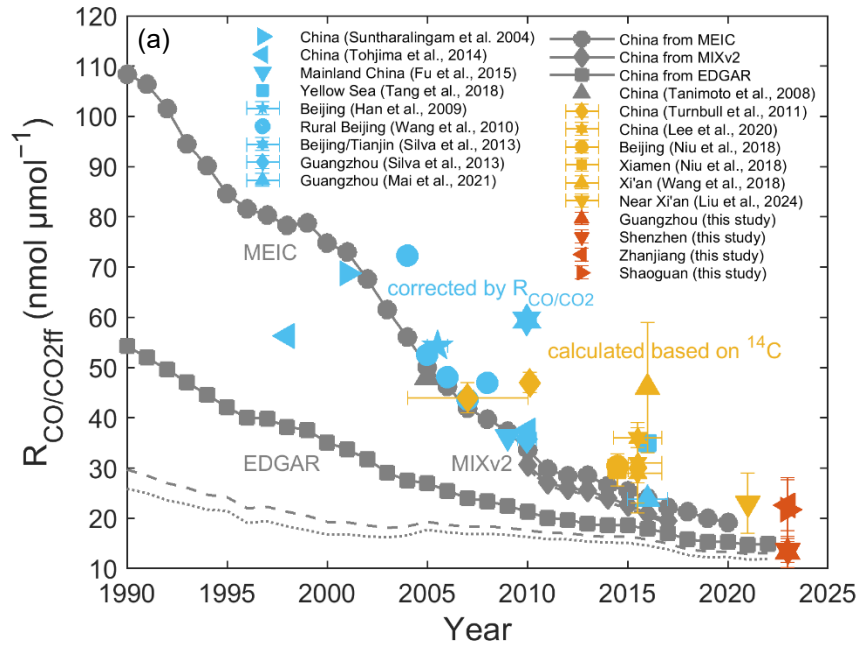 (a)
China (Suntharalingam et al. 2004)
China (Tohjima et al., 2014)
Mainland China (Fu et al., 2015)
Yellow Sea (Tang et al., 2018)
Beijing (Han et al., 2009)
Rural Beijing (Wang et al., 2010)
Beijing/Tianjin (Silva et al., 2013)
Guangzhou (Silva et al., 2013)
Guangzhou (Mai et al., 2021)
China from MEIC
China from MIXv2
China from EDGAR
China (Tanimoto et al., 2008)
China (Turnbull et al., 2011)
China (Lee et al., 2020)
Beijing (Niu et al., 2018)
Xiamen (Niu et al., 2018)
Xi'an (Wang et al., 2018)
Near Xi'an (Liu et al., 2024)
Guangzhou (this study)
Shenzhen (this study)
Zhanjiang (this study)
Shaoguan (this study)
MEIC
corrected by R_CO/CO2
calculated based on ¹⁴C
EDGAR
MIXv2
R_CO/CO2ff (nmol μmol⁻¹)
120
110
100
90
80
70
60
50
40
30
20
10
1990 1995 2000 2005 2010 2015 2020 2025
Year